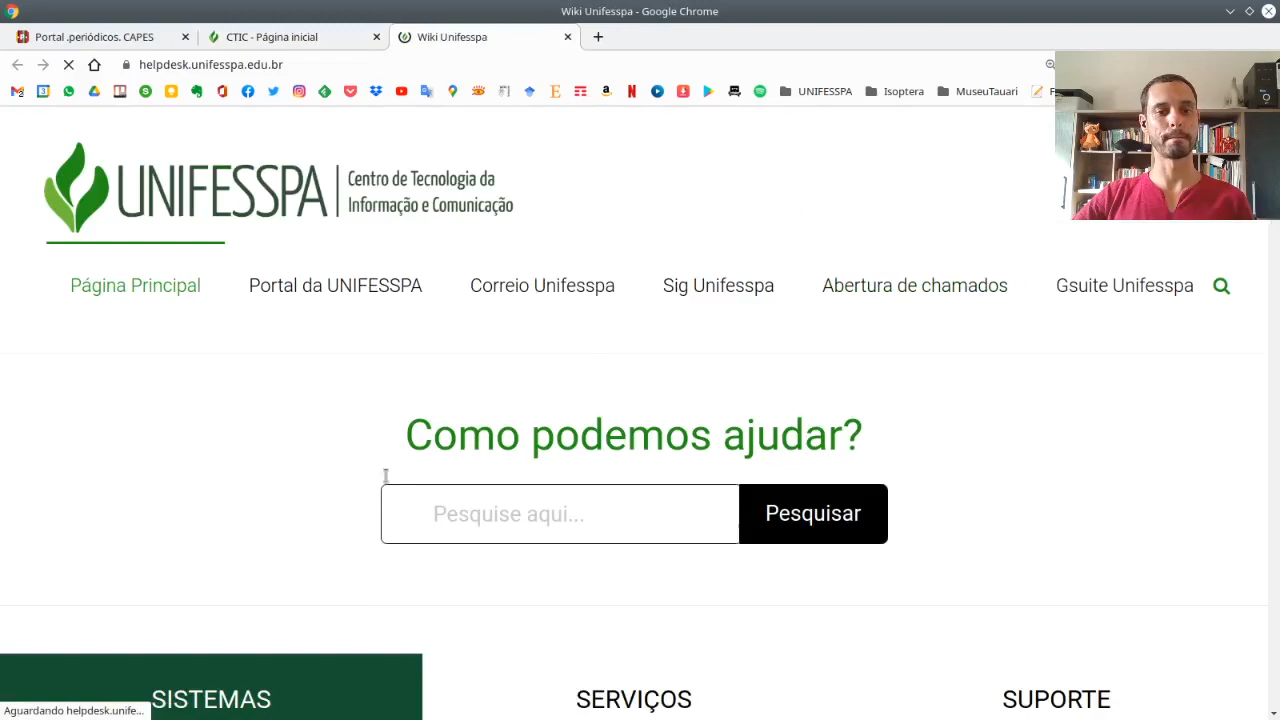 Wiki Unifesspa - Google Chrome
Portal .periódicos. CAPES
CTIC - Página inicial
Wiki Unifesspa
helpdesk.unifesspa.edu.br
UNIFESSPA
Isoptera
MuseuTauari
UNIFESSPA
Centro de Tecnologia da
Informação e Comunicação
Página Principal
Portal da UNIFESSPA
Correio Unifesspa
Sig Unifesspa
Abertura de chamados
Gsuite Unifesspa
Como podemos ajudar?
Pesquise aqui...
Pesquisar
SISTEMAS
SERVIÇOS
SUPORTE
Aguardando helpdesk.unife...